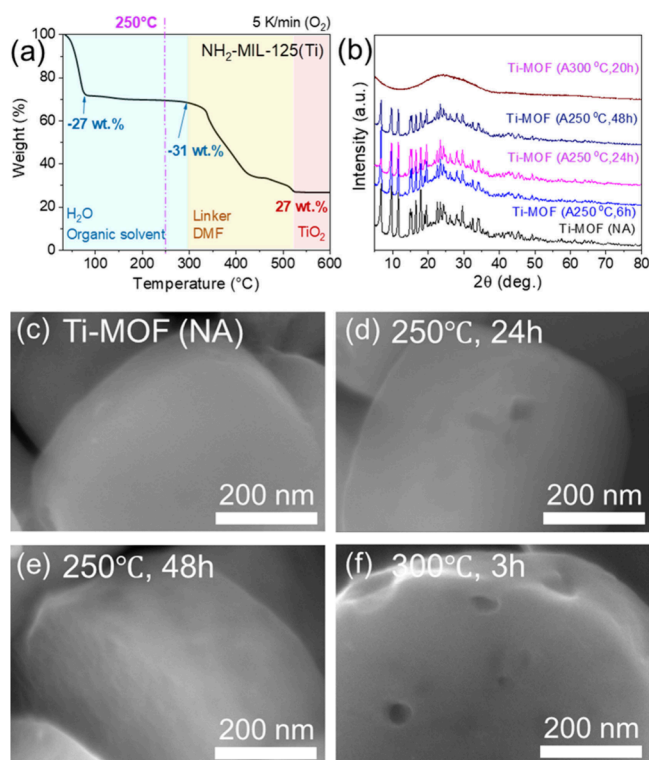 (a)
250°C
5 K/min (O₂)
NH₂-MIL-125(Ti)
-27 wt.%
-31 wt.%
27 wt.%
H₂O
Organic solvent
Linker
DMF
TiO₂
Weight (%)
100
80
60
40
20
0
100 200 300 400 500 600
Temperature (°C)
(b)
Ti-MOF (A300 °C,20h)
Ti-MOF (A250 °C,48h)
Ti-MOF (A250 °C,24h)
Ti-MOF (A250 °C,6h)
Ti-MOF (NA)
Intensity (a.u.)
10 20 30 40 50 60 70 80
2θ (deg.)
(c) Ti-MOF (NA)
200 nm
(d) 250℃, 24h
200 nm
(e) 250℃, 48h
200 nm
(f) 300℃, 3h
200 nm